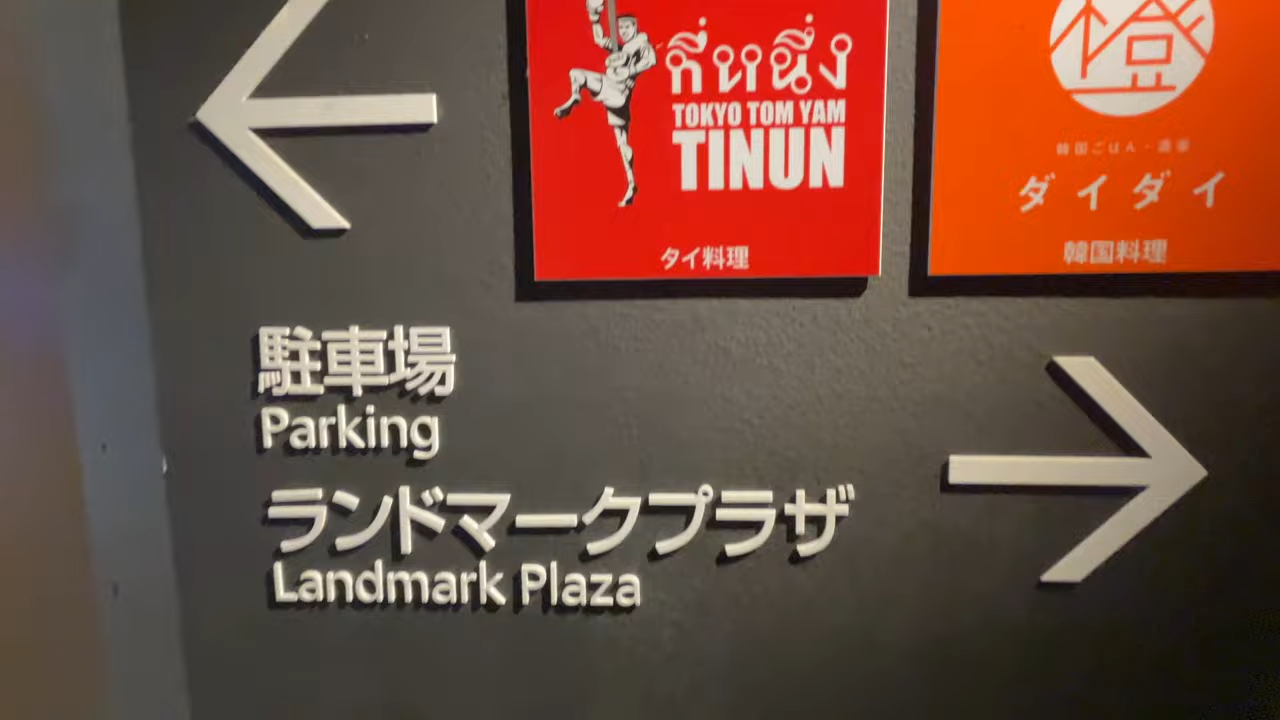 ที่หนึ่ง
TOKYO TOM YAM
TINUN
タイ料理
橙
韓国ごはん・酒家
ダイダイ
韓国料理
駐車場
Parking
ランドマークプラザ
Landmark Plaza